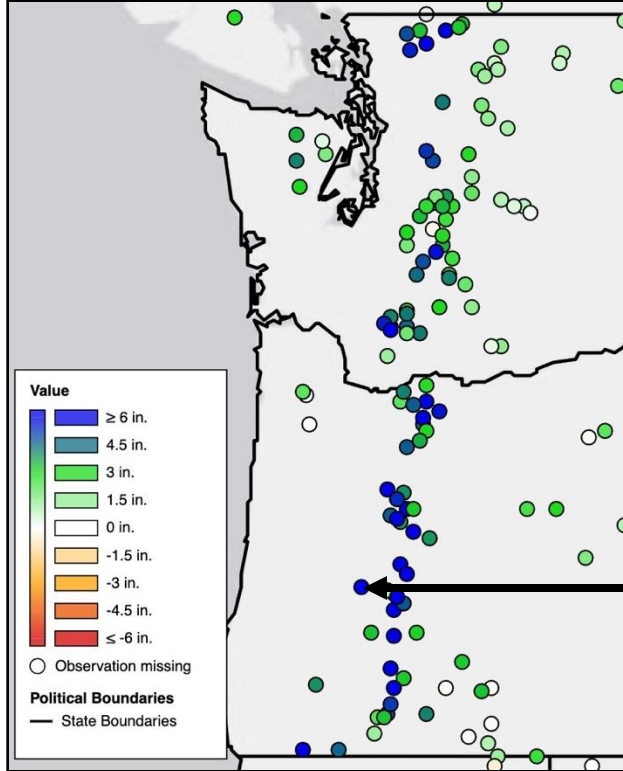 Value
≥ 6 in.
4.5 in.
3 in.
1.5 in.
0 in.
-1.5 in.
-3 in.
-4.5 in.
≤ -6 in.
Observation missing
Political Boundaries
State Boundaries